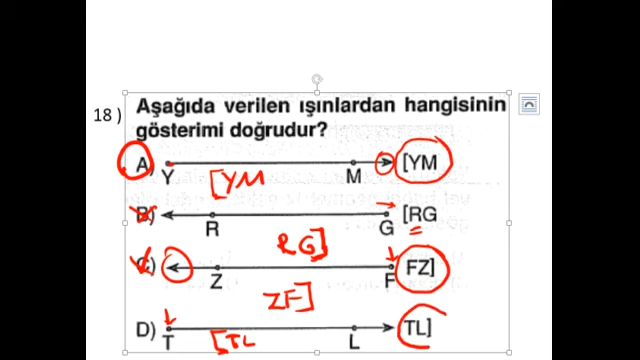 18 ) Aşağıda verilen ışınlardan hangisinin
gösterimi doğrudur?
A) Y M [YM
[YM
B) R G [RG
RG]
C) Z F FZ]
ZF]
D) T L TL]
[TL